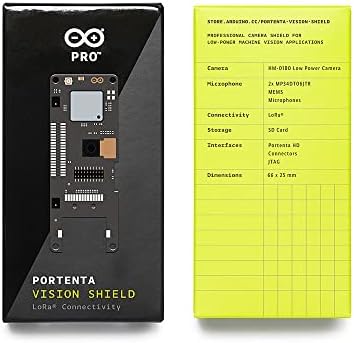 PRO™
PORTENTA
VISION SHIELD
LoRa® Connectivity
STORE.ARDUINO.CC/PORTENTA-VISION-SHIELD
PROFESSIONAL CAMERA SHIELD FOR
LOW-POWER MACHINE VISION APPLICATIONS
Camera HM-01B0 Low Power Camera
Microphone 2x MP34DT06JTR
MEMS
Microphones
Connectivity LoRa®
Storage SD Card
Interfaces Portenta HD
Connectors
JTAG
Dimensions 66 x 25 mm